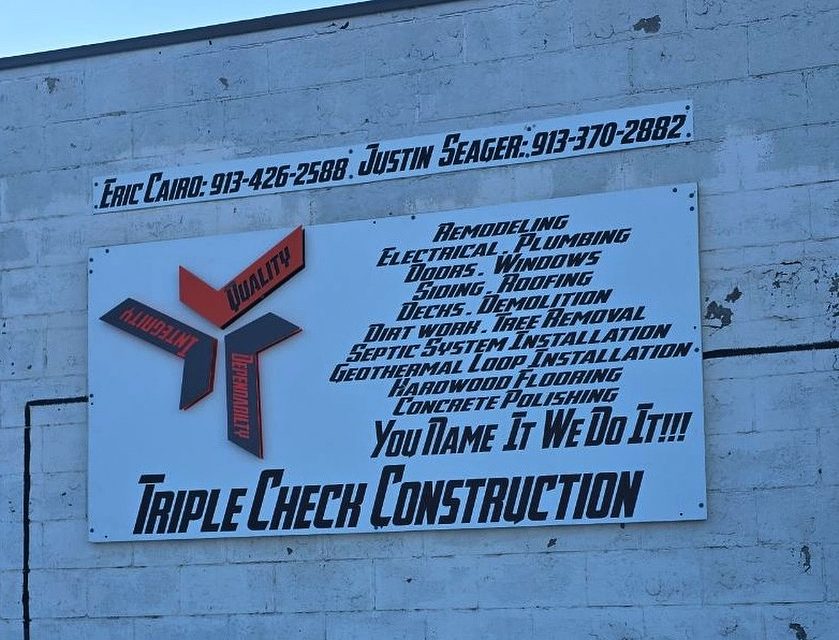 Eric Cairo: 913-426-2588. Justin Seager: 913-370-2882
Quality
Integrity
Dependabilty
Remodeling
Electrical. Plumbing
Doors. Windows
Siding. Roofing
Decks. Demolition
Dirt work. Tree Removal
Septic System Installation
Geothermal Loop Installation
Hardwood Flooring
Concrete Polishing
You Name It We Do It!!!
Triple Check Construction